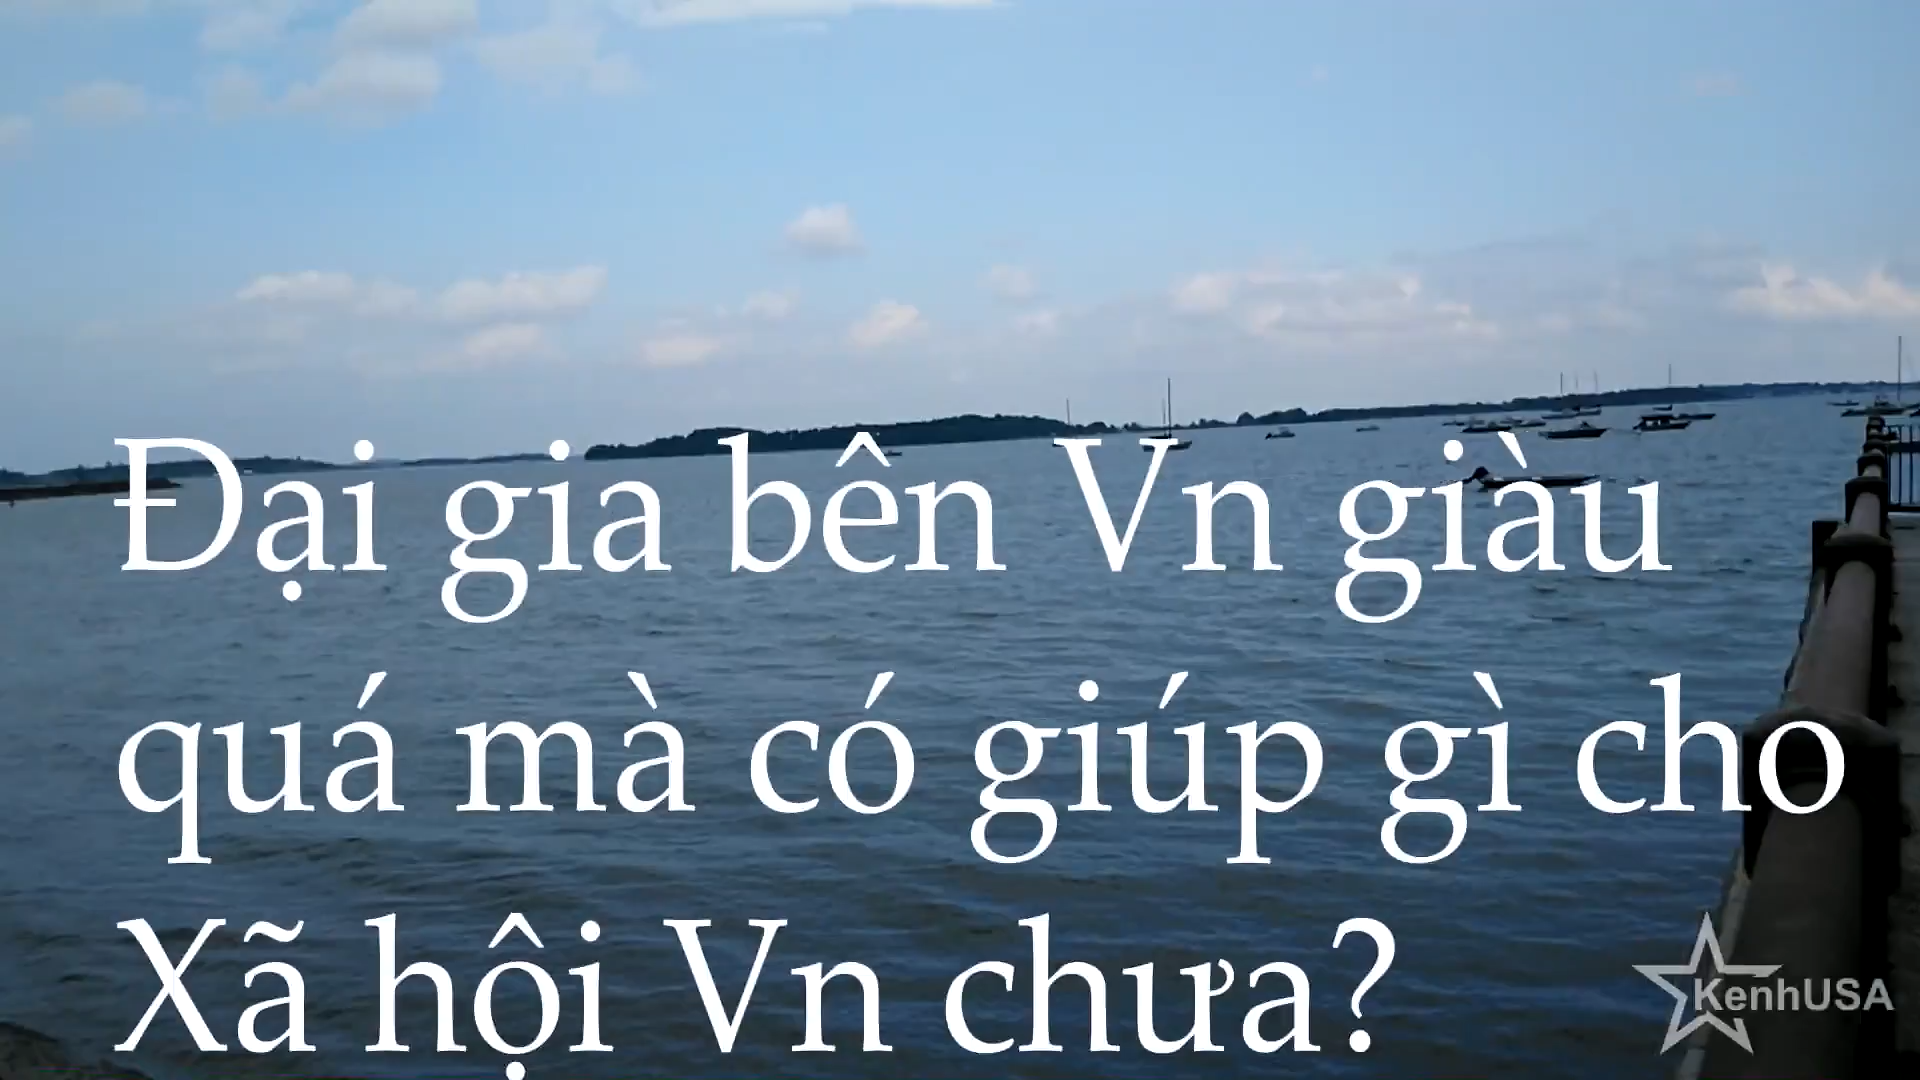 Đại gia bên Vn giàu
quá mà có giúp gì cho
Xã hội Vn chưa?
KenhUSA